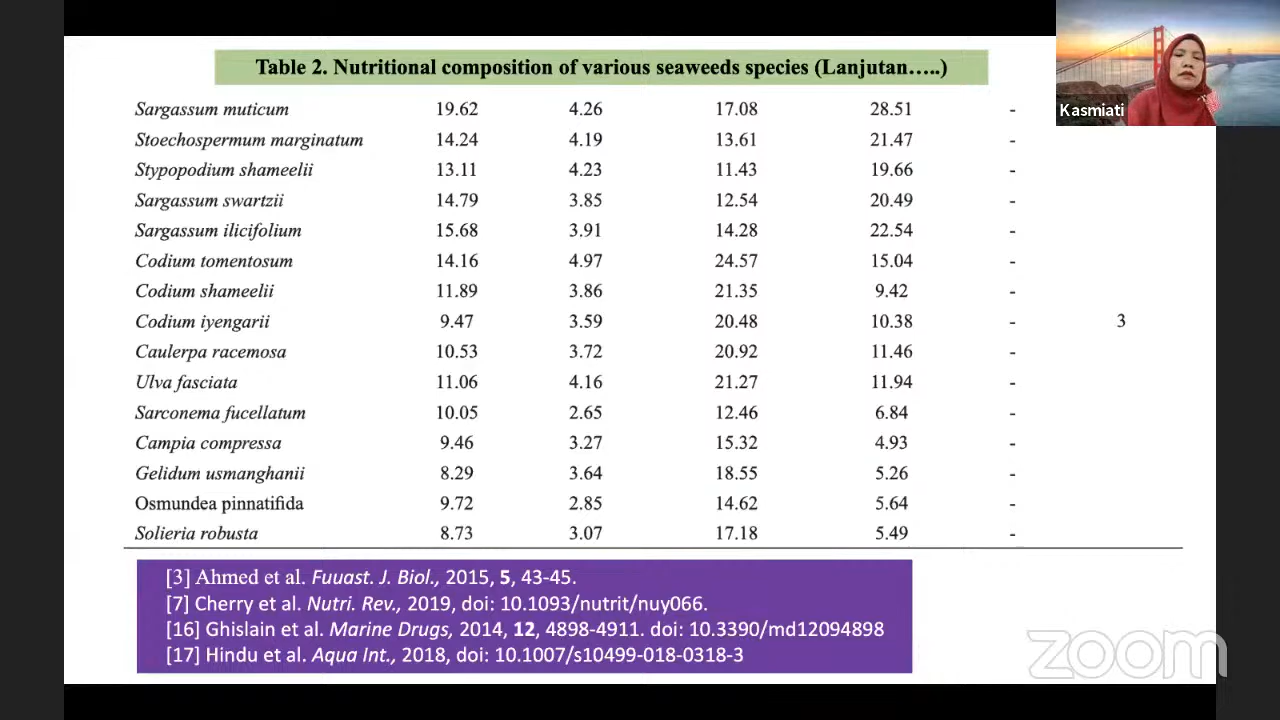 Table 2. Nutritional composition of various seaweeds species (Lanjutan…..)
Kasmiati
Sargassum muticum 19.62 4.26 17.08 28.51 -
Stoechospermum marginatum 14.24 4.19 13.61 21.47 -
Stypopodium shameelii 13.11 4.23 11.43 19.66 -
Sargassum swartzii 14.79 3.85 12.54 20.49 -
Sargassum ilicifolium 15.68 3.91 14.28 22.54 -
Codium tomentosum 14.16 4.97 24.57 15.04 -
Codium shameelii 11.89 3.86 21.35 9.42 -
Codium iyengarii 9.47 3.59 20.48 10.38 - 3
Caulerpa racemosa 10.53 3.72 20.92 11.46 -
Ulva fasciata 11.06 4.16 21.27 11.94 -
Sarconema fucellatum 10.05 2.65 12.46 6.84 -
Campia compressa 9.46 3.27 15.32 4.93 -
Gelidum usmanghanii 8.29 3.64 18.55 5.26 -
Osmundea pinnatifida 9.72 2.85 14.62 5.64 -
Solieria robusta 8.73 3.07 17.18 5.49 -
[3] Ahmed et al. Fuuast. J. Biol., 2015, 5, 43-45.
[7] Cherry et al. Nutri. Rev., 2019, doi: 10.1093/nutrit/nuy066.
[16] Ghislain et al. Marine Drugs, 2014, 12, 4898-4911. doi: 10.3390/md12094898
[17] Hindu et al. Aqua Int., 2018, doi: 10.1007/s10499-018-0318-3
zoom